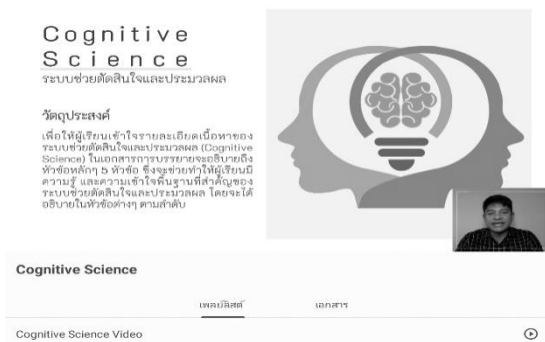 Cognitive
Science
ระบบช่วยตัดสินใจและประมวลผล
วัตถุประสงค์
เพื่อให้ผู้เรียนเข้าใจรายละเอียดเนื้อหาของ
ระบบช่วยตัดสินใจและประมวลผล (Cognitive
Science) ในเอกสารการบรรยายจะอธิบายถึง
หัวข้อหลักๆ 5 หัวข้อ ซึ่งจะช่วยทำให้ผู้เรียนมี
ความรู้ และความเข้าใจพื้นฐานที่สำคัญของ
ระบบช่วยตัดสินใจและประมวลผล โดยจะได้
อธิบายในหัวข้อต่างๆ ตามลำดับ
Cognitive Science
เพลย์ลิสต์ เอกสาร
Cognitive Science Video